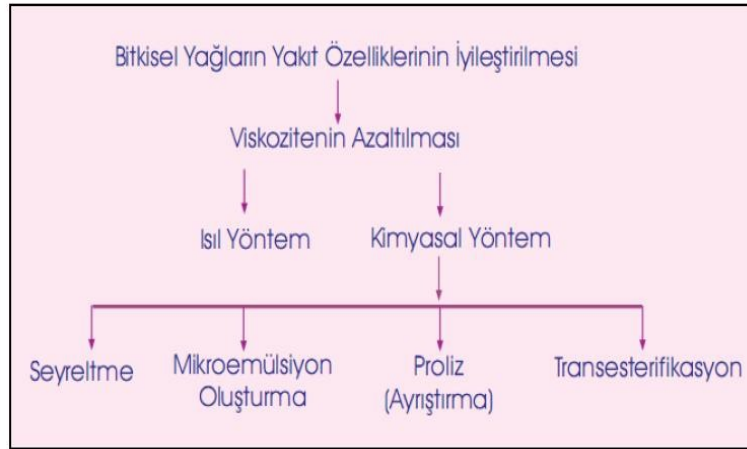 Bitkisel Yağların Yakıt Özelliklerinin İyileştirilmesi
Viskozitenin Azaltılması
Isıl Yöntem
Kimyasal Yöntem
Seyreltme
Mikroemülsiyon
Oluşturma
Proliz
(Ayrıştırma)
Transesterifikasyon